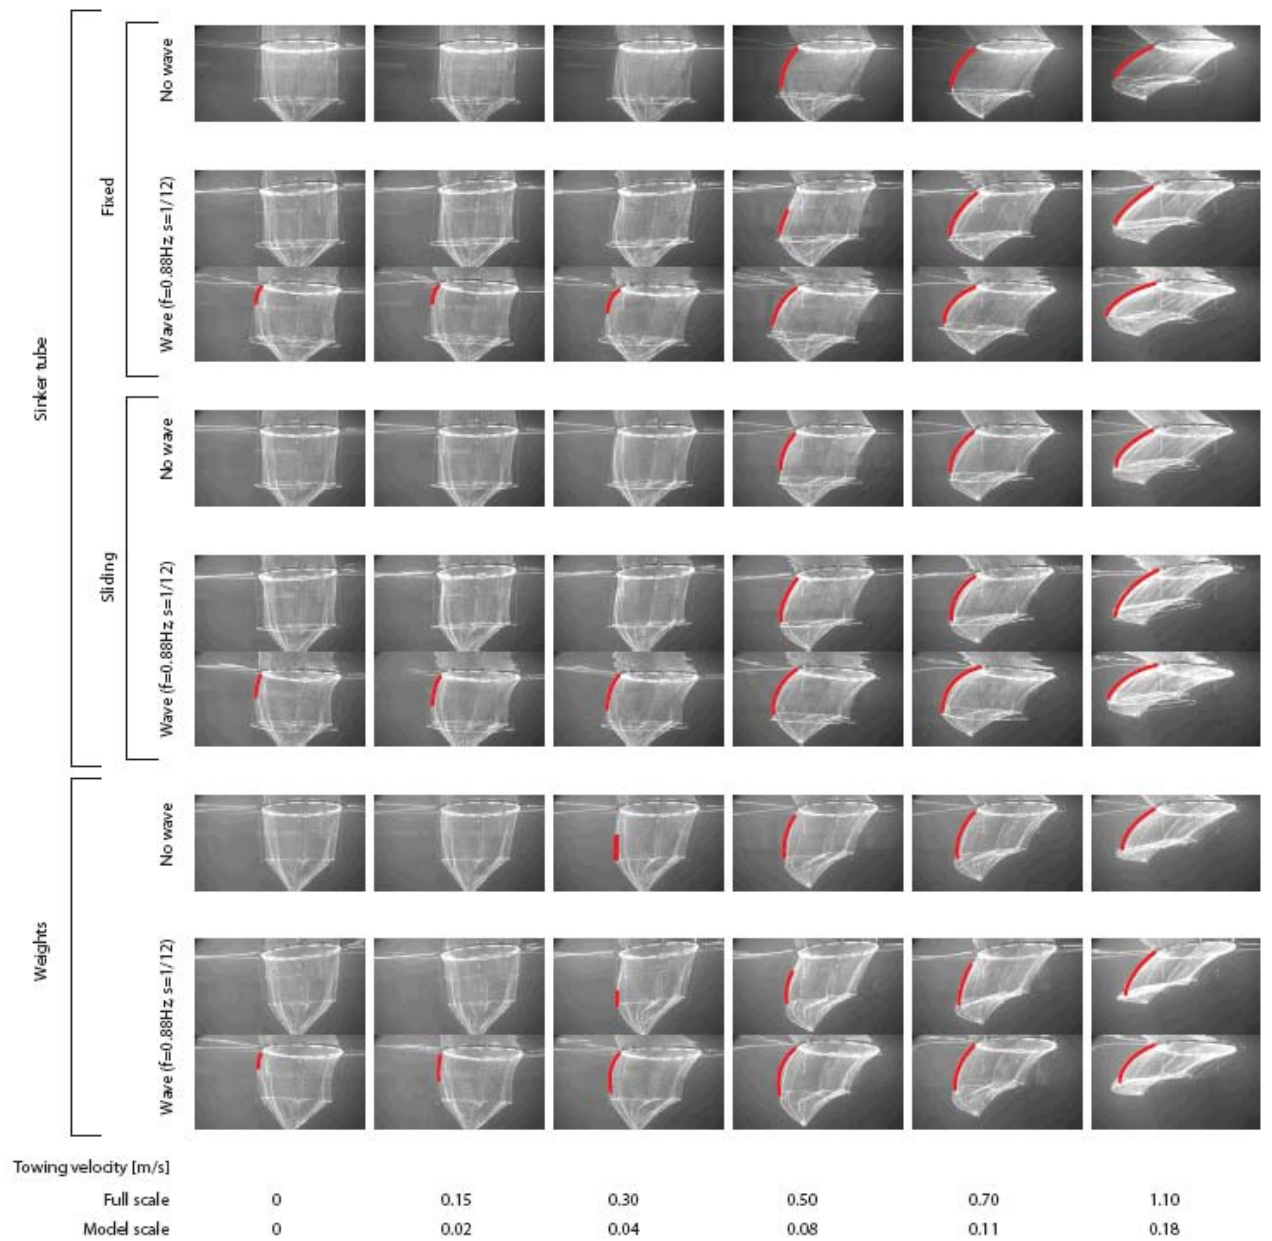 Sinker tube
Fixed
No wave
Wave (f=0.88Hz, s=1/12)
Sliding
No wave
Wave (f=0.88Hz, s=1/12)
Weights
No wave
Wave (f=0.88Hz, s=1/12)
Towing velocity [m/s]
Full scale 0 0.15 0.30 0.50 0.70 1.10
Model scale 0 0.02 0.04 0.08 0.11 0.18